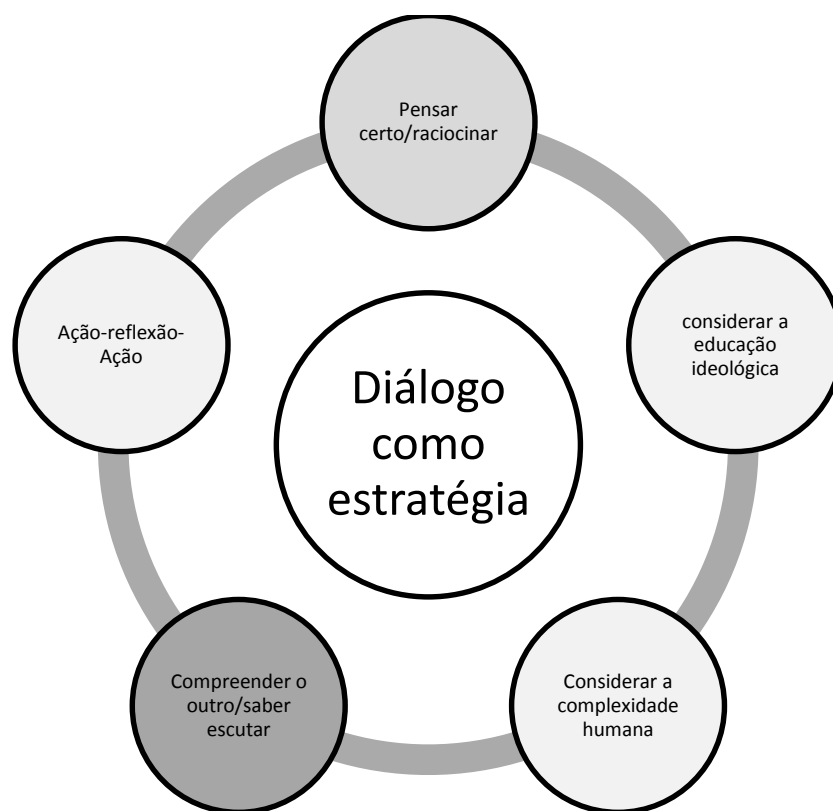 Pensar
certo/raciocinar
considerar a
educação
ideológica
Considerar a
complexidade
humana
Compreender o
outro/saber
escutar
Ação-reflexão-
Ação
Diálogo
como
estratégia